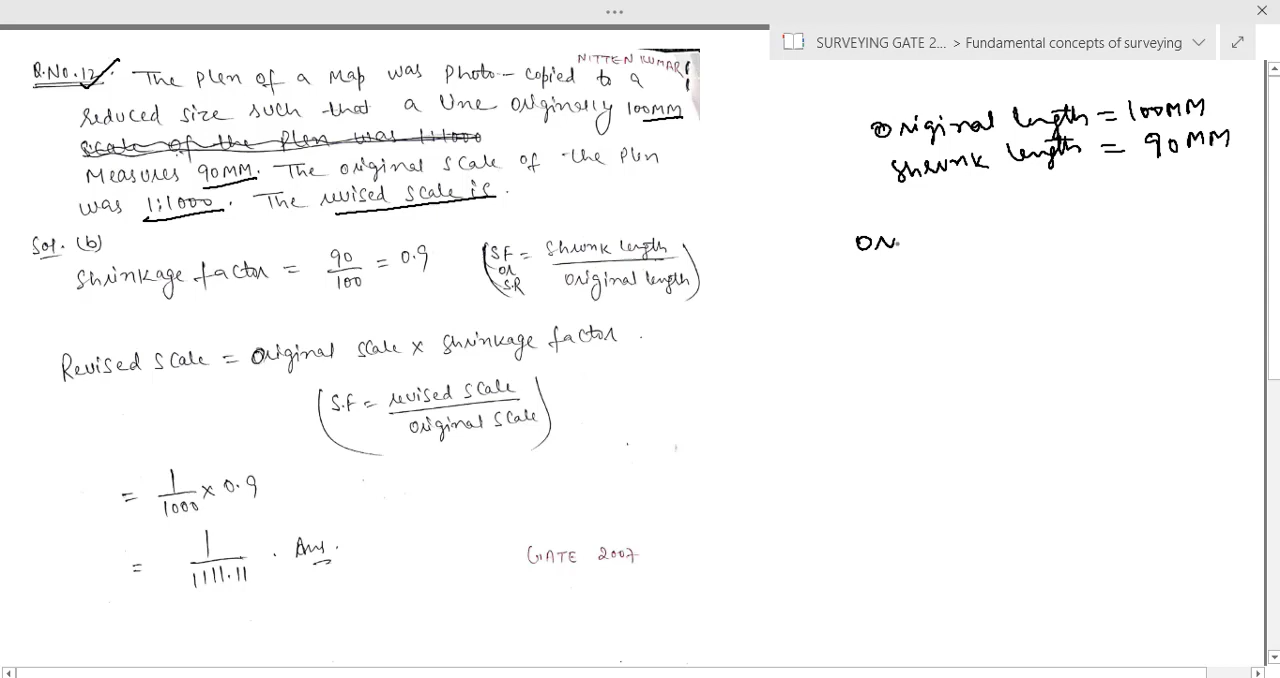 SURVEYING GATE 2... > Fundamental concepts of surveying
NITTEN KUMAR
Q.No.12. The Plen of a Map was Photo-copied to a
reduced size such that a line originally 100MM
scale of the plen was 1:1000
Measures 90MM. The original scale of the plen
was 1:1000. The revised scale is.
Sol. (b)
Shrinkage factor = 90/100 = 0.9 (SF or S.R = Shrunk length/original length)
Revised scale = original scale x shrinkage factor.
(S.F = revised scale/original scale)
= 1/1000 x 0.9
= 1/1111.11 . Ans.
GATE 2007
Original length = 100MM
Shrunk length = 90MM
ON